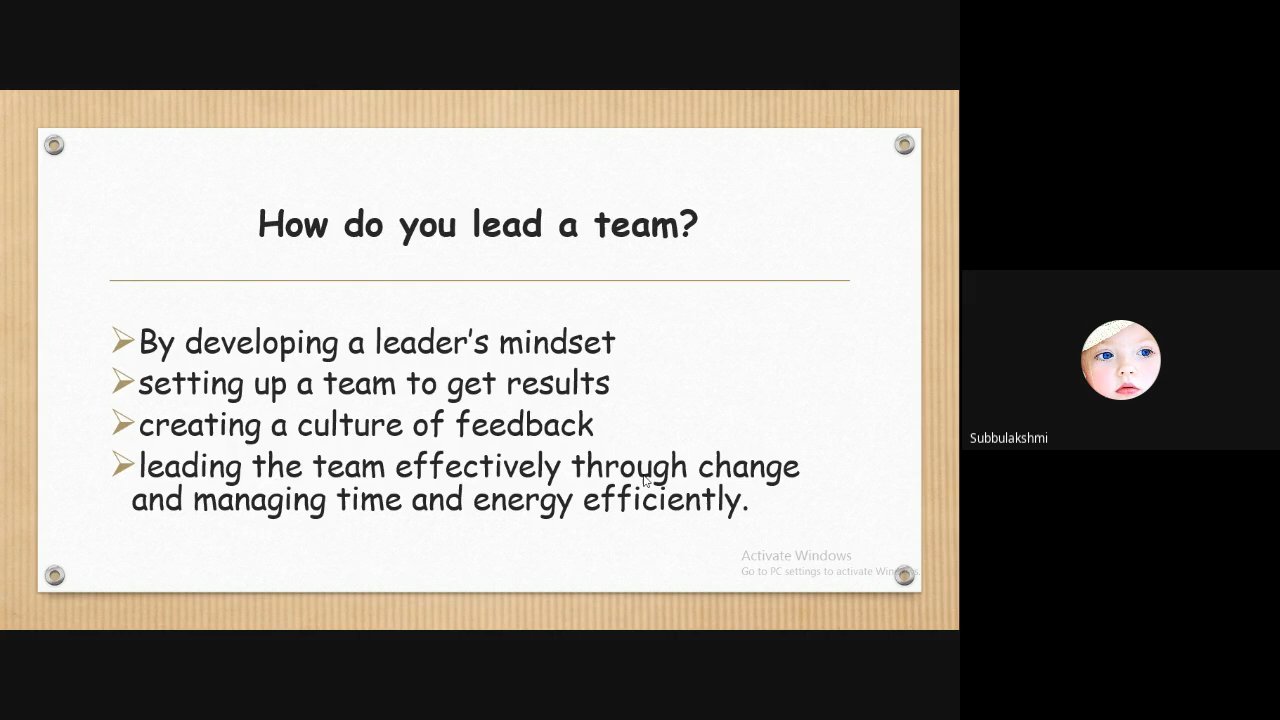 How do you lead a team?
By developing a leader's mindset
setting up a team to get results
creating a culture of feedback
leading the team effectively through change
and managing time and energy efficiently.
Activate Windows
Go to PC settings to activate Windows.
Subbulakshmi